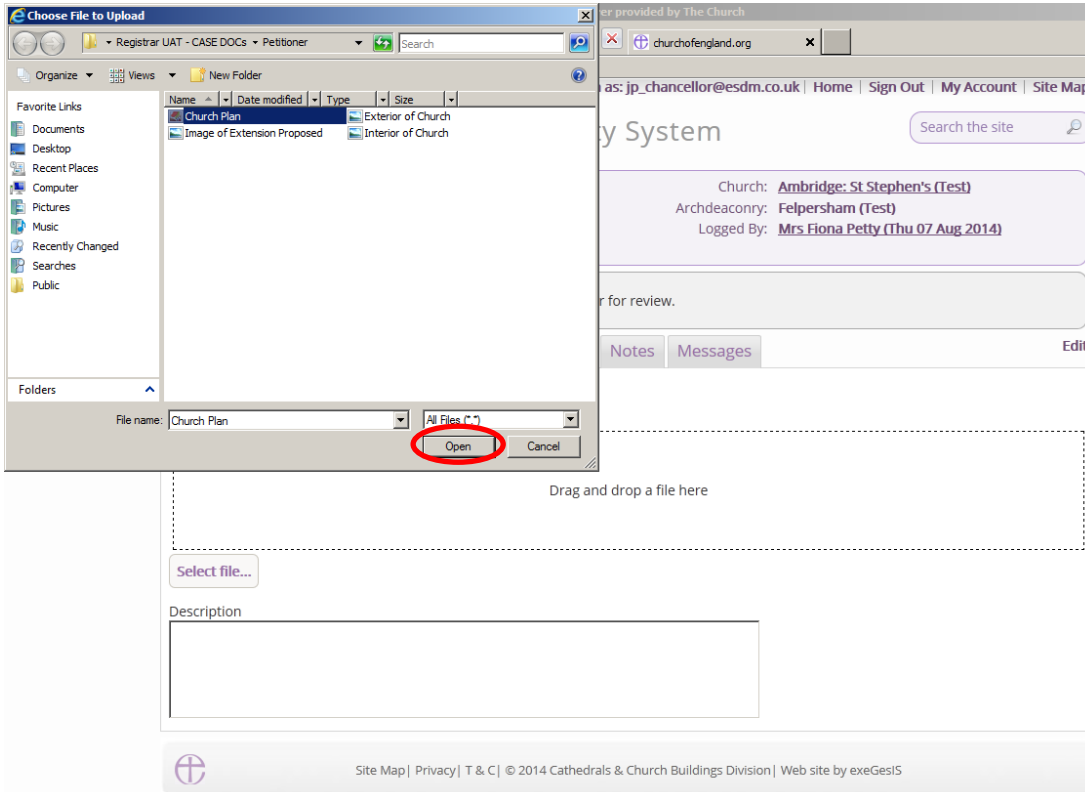 Choose File to Upload
er provided by The Church
Registrar UAT - CASE DOCs Petitioner
Search
churchofengland.org
Organize Views New Folder
as: jp_chancellor@esdm.co.uk | Home | Sign Out | My Account | Site Map
Favorite Links
Documents
Desktop
Recent Places
Computer
Pictures
Music
Recently Changed
Searches
Public
Folders
Name Date modified Type Size
Church Plan Exterior of Church
Image of Extension Proposed Interior of Church
File name: Church Plan All Files (*.*)
Open Cancel
y System
Search the site
Church: Ambridge: St Stephen's (Test)
Archdeaconry: Felpersham (Test)
Logged By: Mrs Fiona Petty (Thu 07 Aug 2014)
r for review.
Notes Messages Edit
Drag and drop a file here
Select file...
Description
Site Map| Privacy| T & C| © 2014 Cathedrals & Church Buildings Division| Web site by exeGesIS